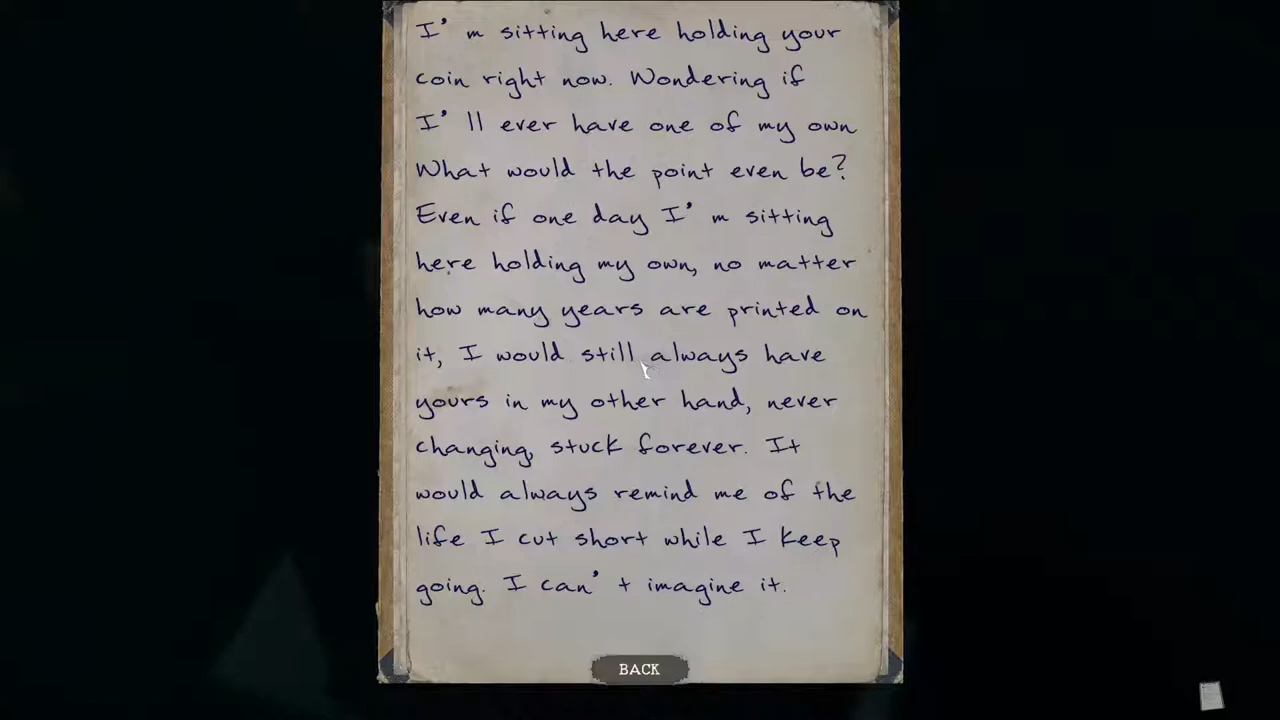 I' m sitting here holding your
coin right now. Wondering if
I' ll ever have one of my own
What would the point even be?
Even if one day I' m sitting
here holding my own, no matter
how many years are printed on
it, I would still always have
yours in my other hand, never
changing, stuck forever. It
would always remind me of the
life I cut short while I keep
going. I can' t imagine it.
BACK